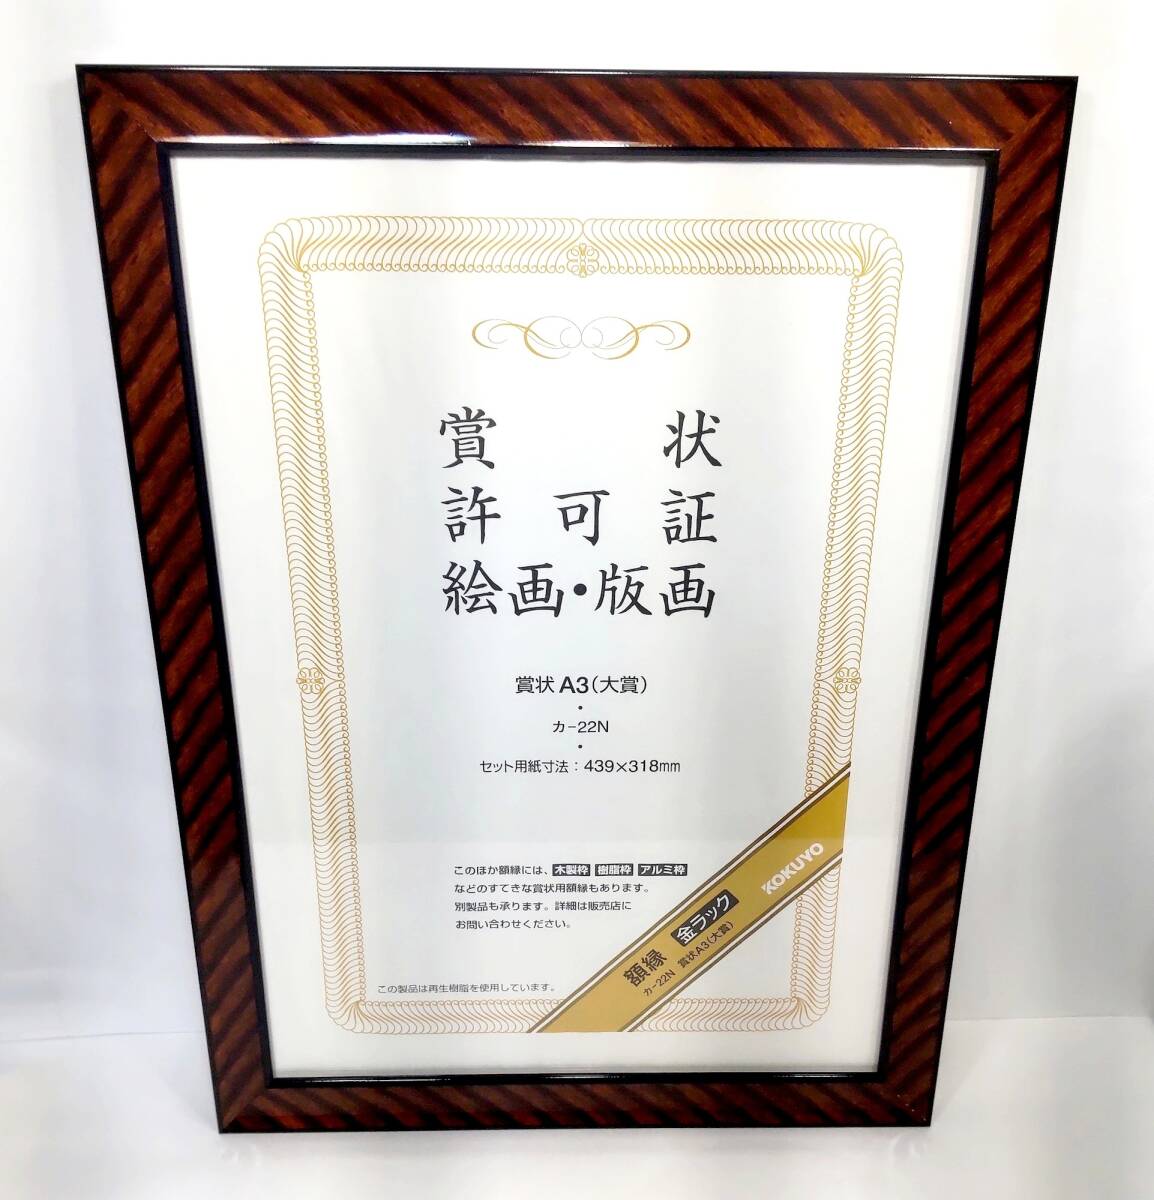 賞状
許可証
絵画・版画
賞状A3（大賞）
・
カ-22N
・
セット用紙寸法：439×318mm
このほか額縁には、木製枠 樹脂枠 アルミ枠
などのすてきな賞状用額縁もあります。
別製品も承ります。詳細は販売店に
お問い合わせください。
この製品は再生樹脂を使用しています。
額縁 金ラック
カ-22N 賞状A3（大賞）
KOKUYO